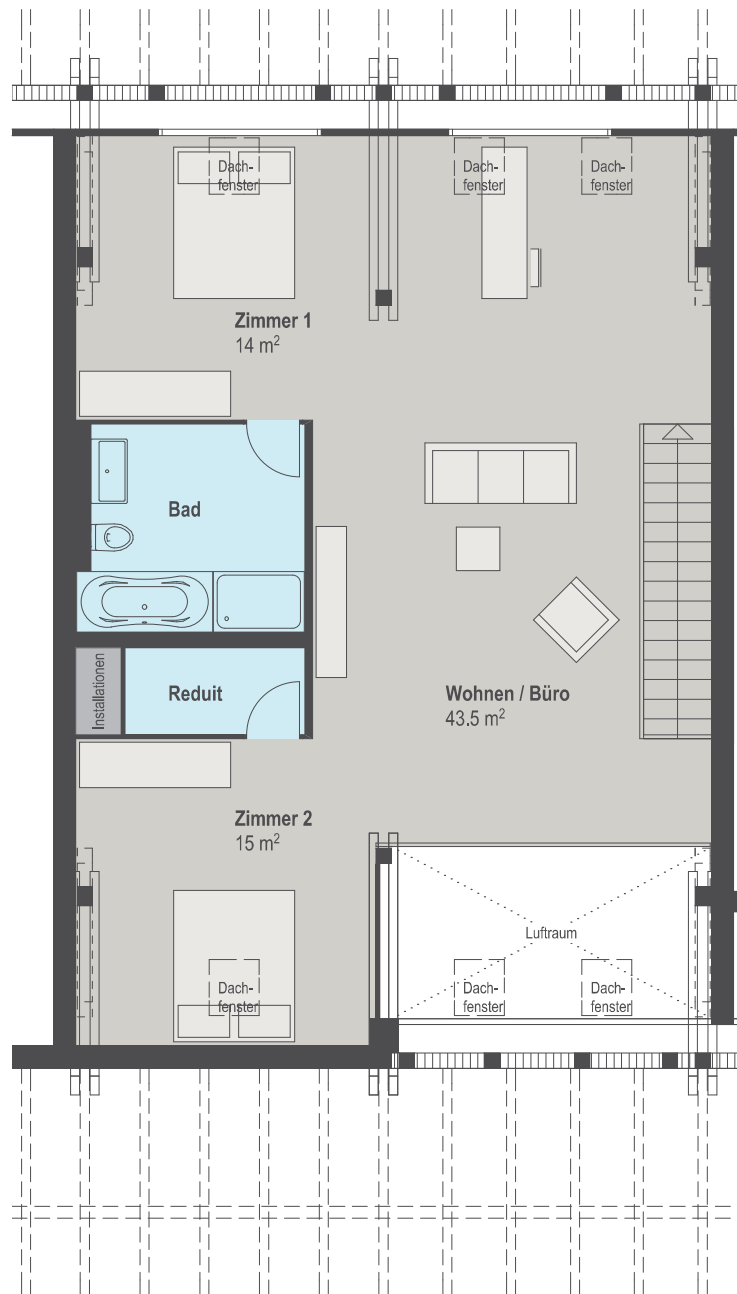 Dach-
fenster
Dach-
fenster
Dach-
fenster
Zimmer 1
14 m²
Bad
Installationen
Reduit
Wohnen / Büro
43.5 m²
Zimmer 2
15 m²
Luftraum
Dach-
fenster
Dach-
fenster
Dach-
fenster